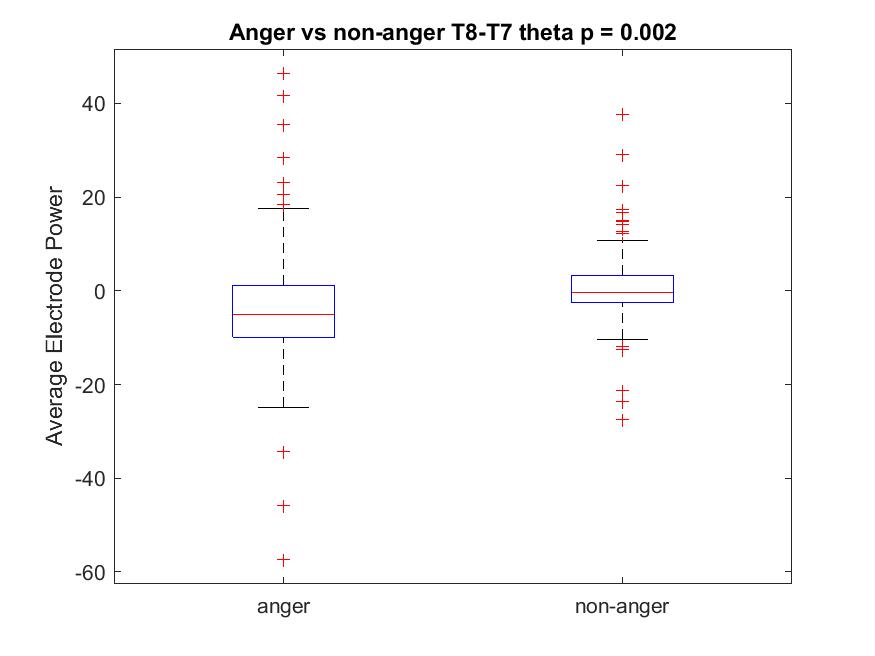 Anger vs non-anger T8-T7 theta p = 0.002
Average Electrode Power
40
20
0
-20
-40
-60
anger
non-anger